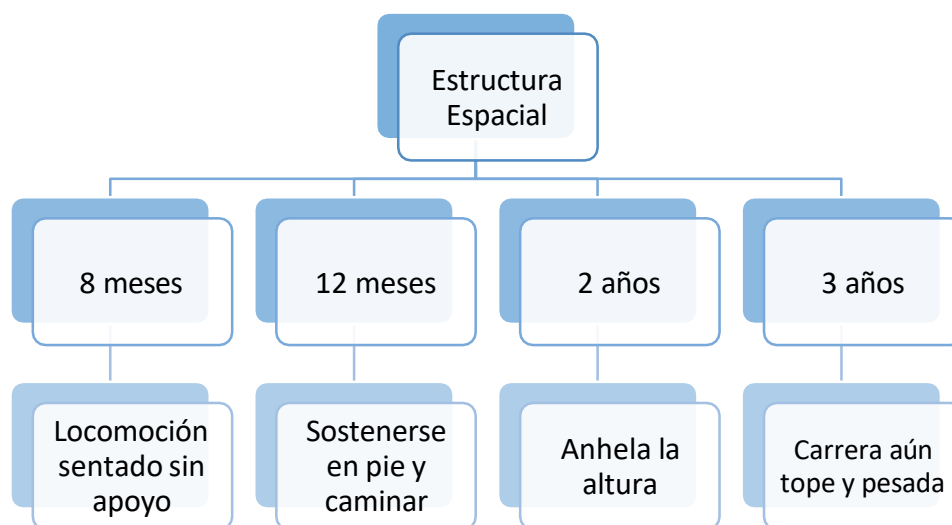 Estructura
Espacial
8 meses
12 meses
2 años
3 años
Locomoción
sentado sin
apoyo
Sostenerse
en pie y
caminar
Anhela la
altura
Carrera aún
tope y pesada